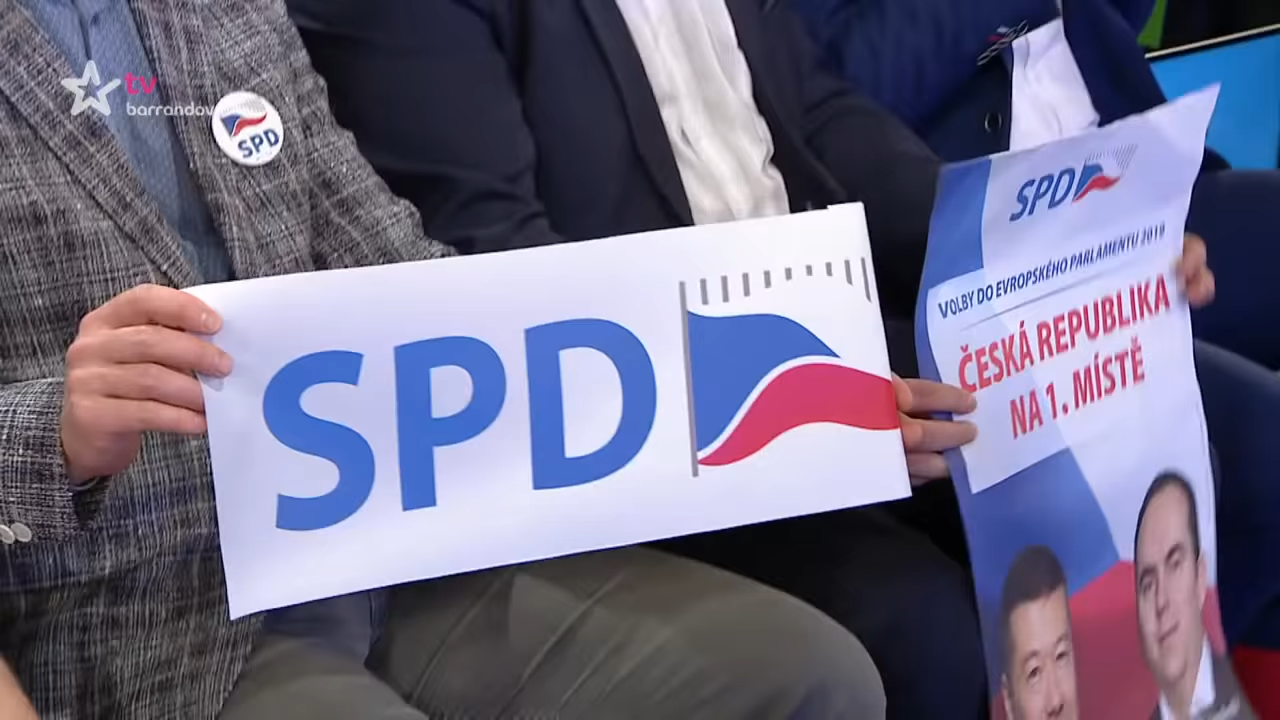 tv
barrandov
SPD
SPD
SPD
VOLBY DO EVROPSKÉHO PARLAMENTU 2019
ČESKÁ REPUBLIKA
NA 1. MÍSTĚ